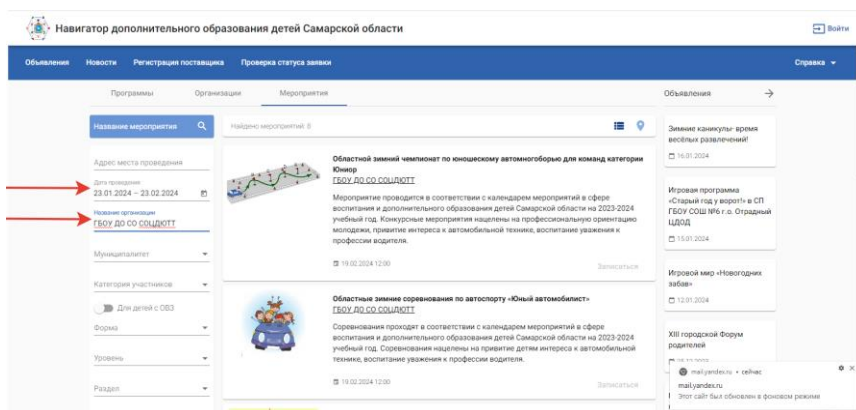 Навигатор дополнительного образования детей Самарской области
Войти
Объявления Новости Регистрация поставщика Проверка статуса заявки Справка
Программы Организации Мероприятия
Название мероприятия
Найдено мероприятий: 8
Адрес места проведения
Дата проведения
23.01.2024 – 23.02.2024
Название организации
ГБОУ ДО СО СОЦДЮТТ
Муниципалитет
Категория участников
Для детей с ОВЗ
Форма
Уровень
Раздел
Областной зимний чемпионат по юношескому автомногоборью для команд категории
Юниор
ГБОУ ДО СО СОЦДЮТТ
Мероприятие проводится в соответствии с календарем мероприятий в сфере
воспитания и дополнительного образования детей Самарской области на 2023-2024
учебный год. Конкурсные мероприятия нацелены на профессиональную ориентацию
молодежи, привитие интереса к автомобильной технике, воспитание уважения к
профессии водителя.
19.02.2024 12:00
Записаться
Областные зимние соревнования по автоспорту «Юный автомобилист»
ГБОУ ДО СО СОЦДЮТТ
Соревнования проходят в соответствии с календарем мероприятий в сфере
воспитания и дополнительного образования детей Самарской области на 2023-2024
учебный год. Соревнования нацелены на привитие детям интереса к автомобильной
технике, воспитание уважения к профессии водителя.
19.02.2024 12:00
Записаться
Объявления
Зимние каникулы- время
весёлых развлечений!
16.01.2024
Игровая программа
«Старый год у ворот!» в СП
ГБОУ СОШ №6 г.о. Отрадный
ЦДОД
15.01.2024
Игровой мир «Новогодних
забав»
12.01.2024
XIII городской Форум
родителей
mail.yandex.ru • сейчас
mail.yandex.ru
Этот сайт был обновлен в фоновом режиме